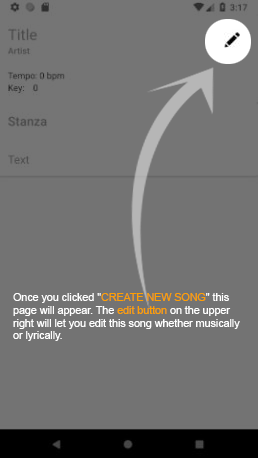 3:17
Title
Artist
Tempo: 0 bpm
Key: 0
Stanza
Text
Once you clicked "CREATE NEW SONG" this
page will appear. The edit button on the upper
right will let you edit this song whether musically
or lyrically.